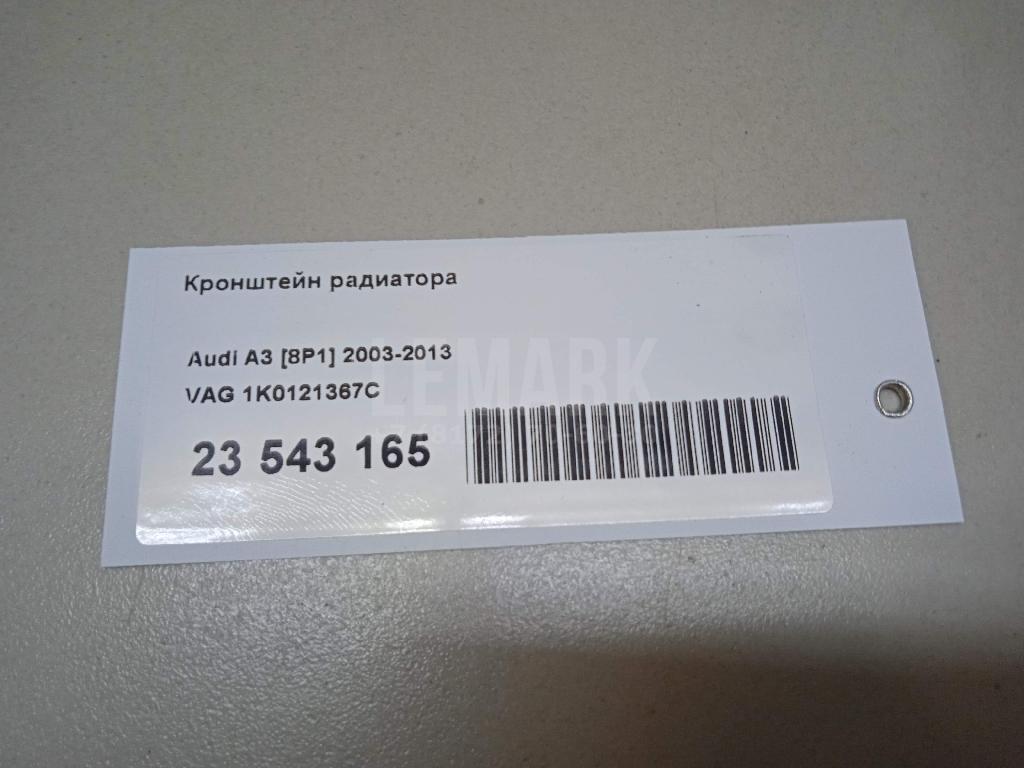 Кронштейн радиатора
Audi A3 [8P1] 2003-2013
VAG 1K0121367C
23 543 165
LEMARK